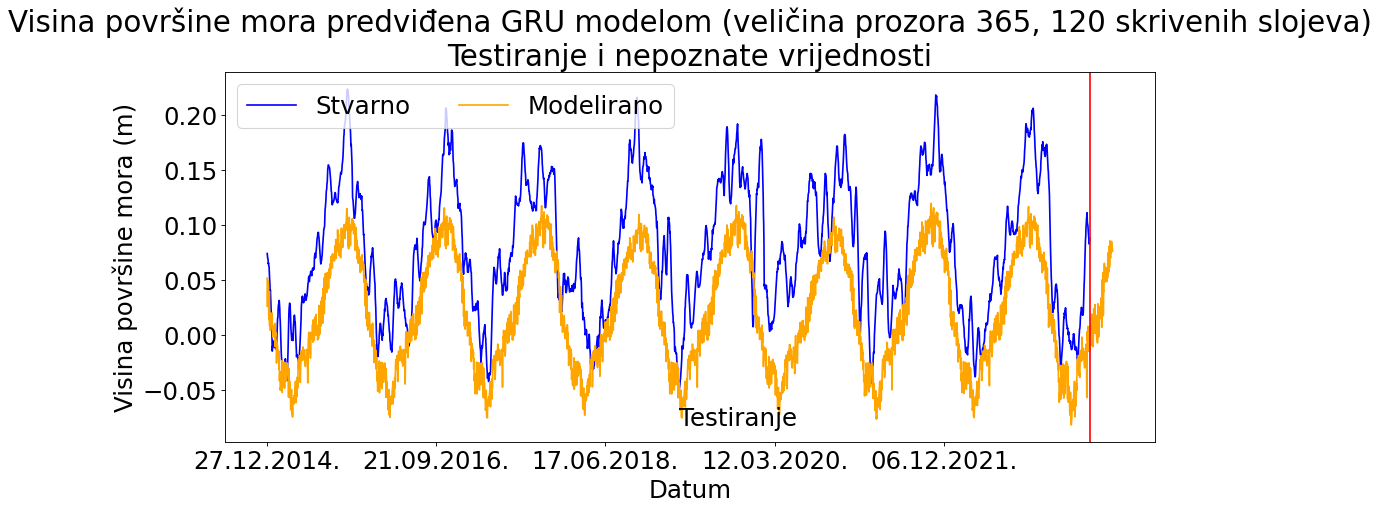 Visina površine mora predviđena GRU modelom (veličina prozora 365, 120 skrivenih slojeva)
Testiranje i nepoznate vrijednosti
Stvarno
Modelirano
Visina površine mora (m)
0.20
0.15
0.10
0.05
0.00
−0.05
Testiranje
27.12.2014.
21.09.2016.
17.06.2018.
12.03.2020.
06.12.2021.
Datum